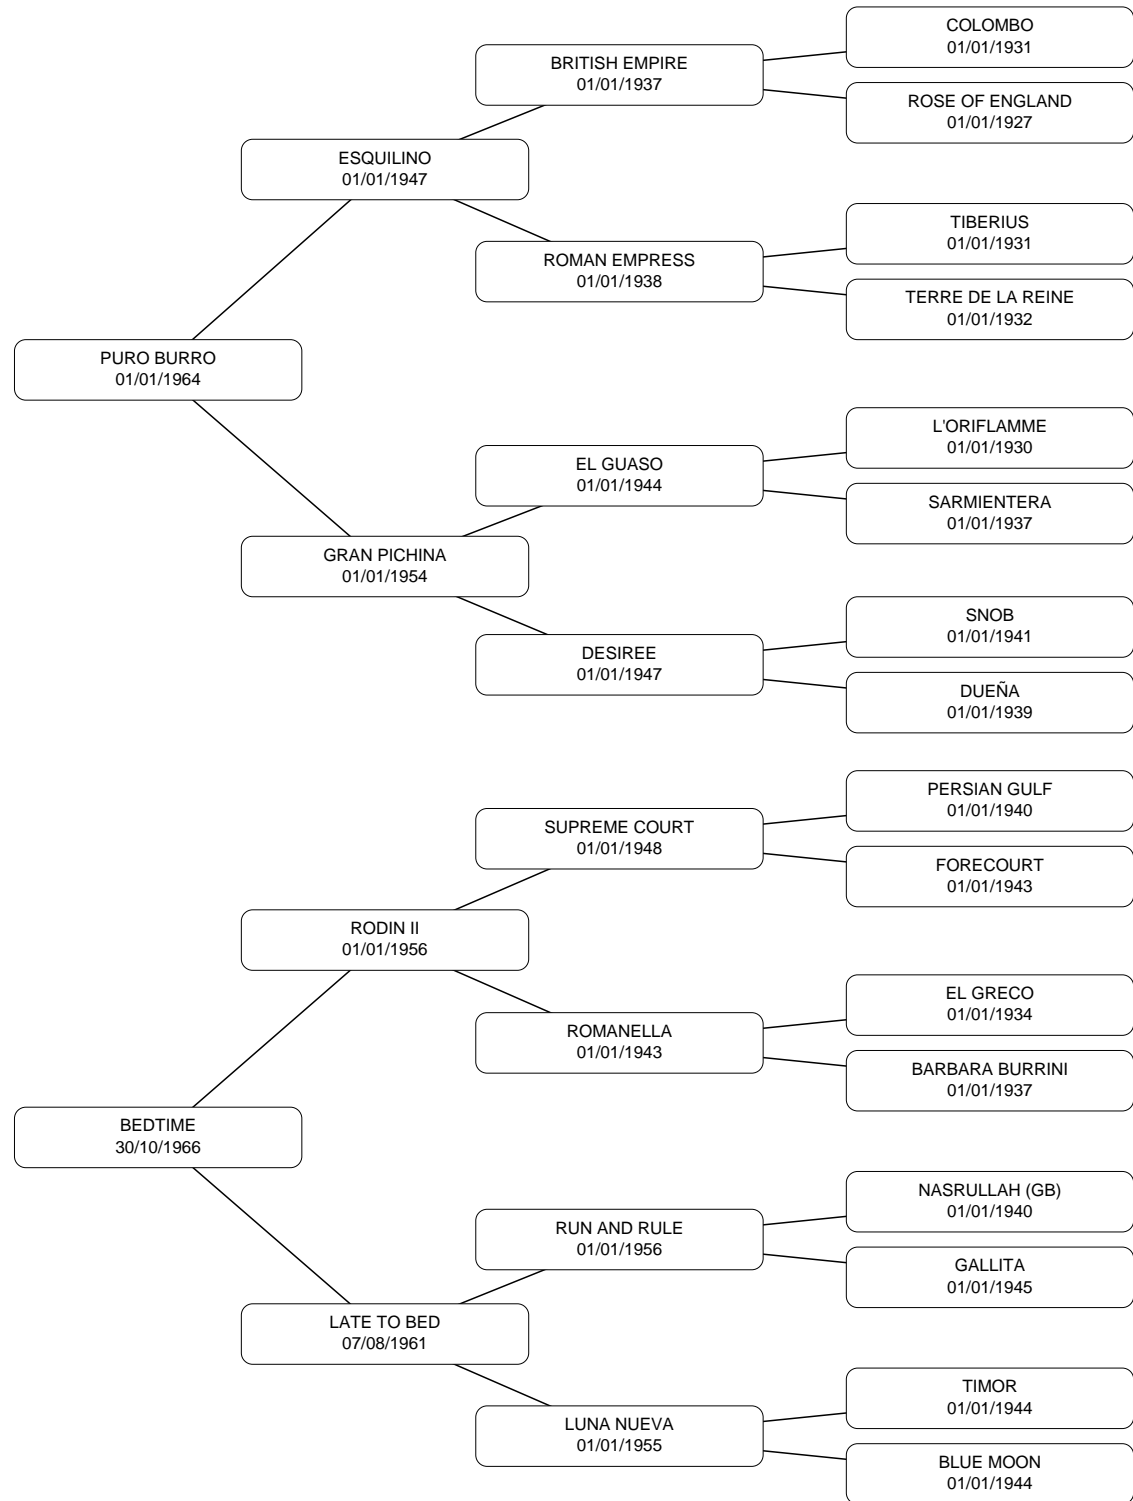 COLOMBO
01/01/1931
BRITISH EMPIRE
01/01/1937
ROSE OF ENGLAND
01/01/1927
ESQUILINO
01/01/1947
TIBERIUS
01/01/1931
ROMAN EMPRESS
01/01/1938
TERRE DE LA REINE
01/01/1932
PURO BURRO
01/01/1964
L'ORIFLAMME
01/01/1930
EL GUASO
01/01/1944
SARMIENTERA
01/01/1937
GRAN PICHINA
01/01/1954
SNOB
01/01/1941
DESIREE
01/01/1947
DUEÑA
01/01/1939
PERSIAN GULF
01/01/1940
SUPREME COURT
01/01/1948
FORECOURT
01/01/1943
RODIN II
01/01/1956
EL GRECO
01/01/1934
ROMANELLA
01/01/1943
BARBARA BURRINI
01/01/1937
BEDTIME
30/10/1966
NASRULLAH (GB)
01/01/1940
RUN AND RULE
01/01/1956
GALLITA
01/01/1945
LATE TO BED
07/08/1961
TIMOR
01/01/1944
LUNA NUEVA
01/01/1955
BLUE MOON
01/01/1944